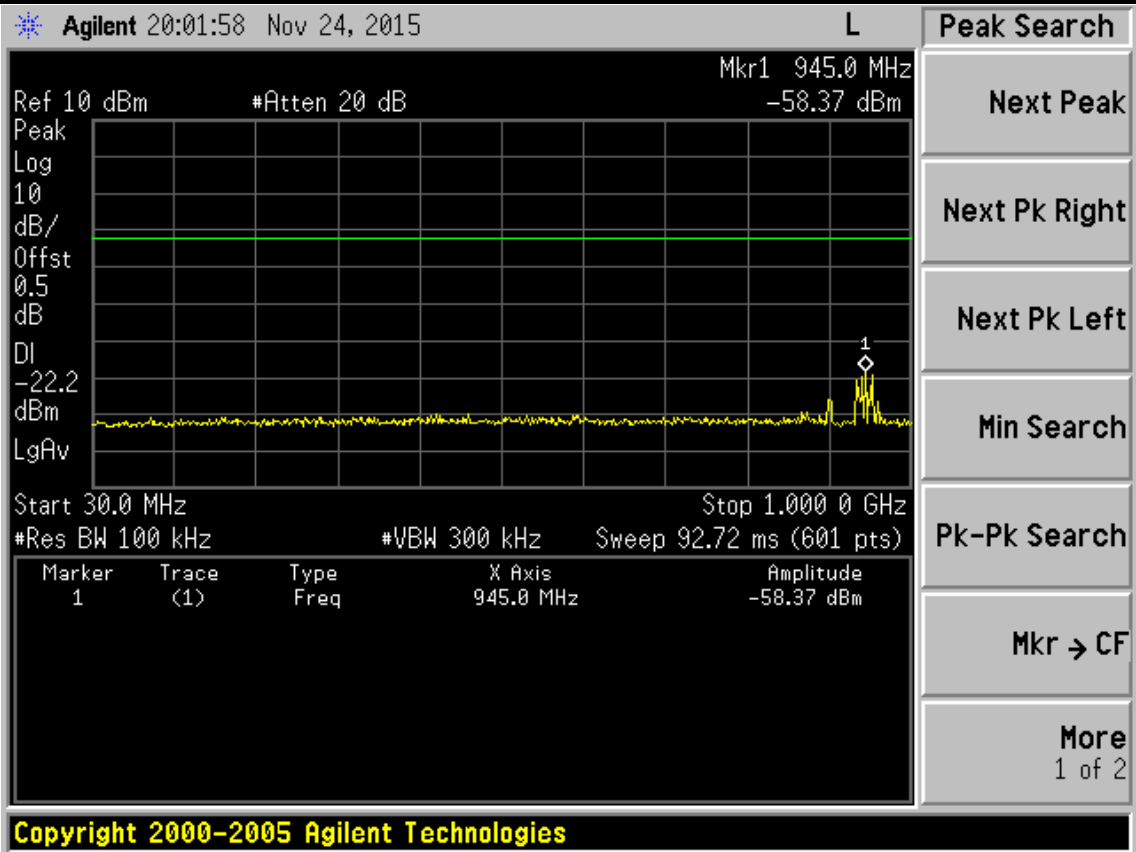 Agilent 20:01:58 Nov 24, 2015 L
Peak Search
Mkr1 945.0 MHz
Ref 10 dBm #Atten 20 dB -58.37 dBm
Peak
Log
10
dB/
Offst
0.5
dB
DI
-22.2
dBm
LgAv
1
Start 30.0 MHz Stop 1.000 0 GHz
#Res BW 100 kHz #VBW 300 kHz Sweep 92.72 ms (601 pts)
Marker Trace Type X Axis Amplitude
1 (1) Freq 945.0 MHz -58.37 dBm
Next Peak
Next Pk Right
Next Pk Left
Min Search
Pk-Pk Search
Mkr → CF
More
1 of 2
Copyright 2000-2005 Agilent Technologies